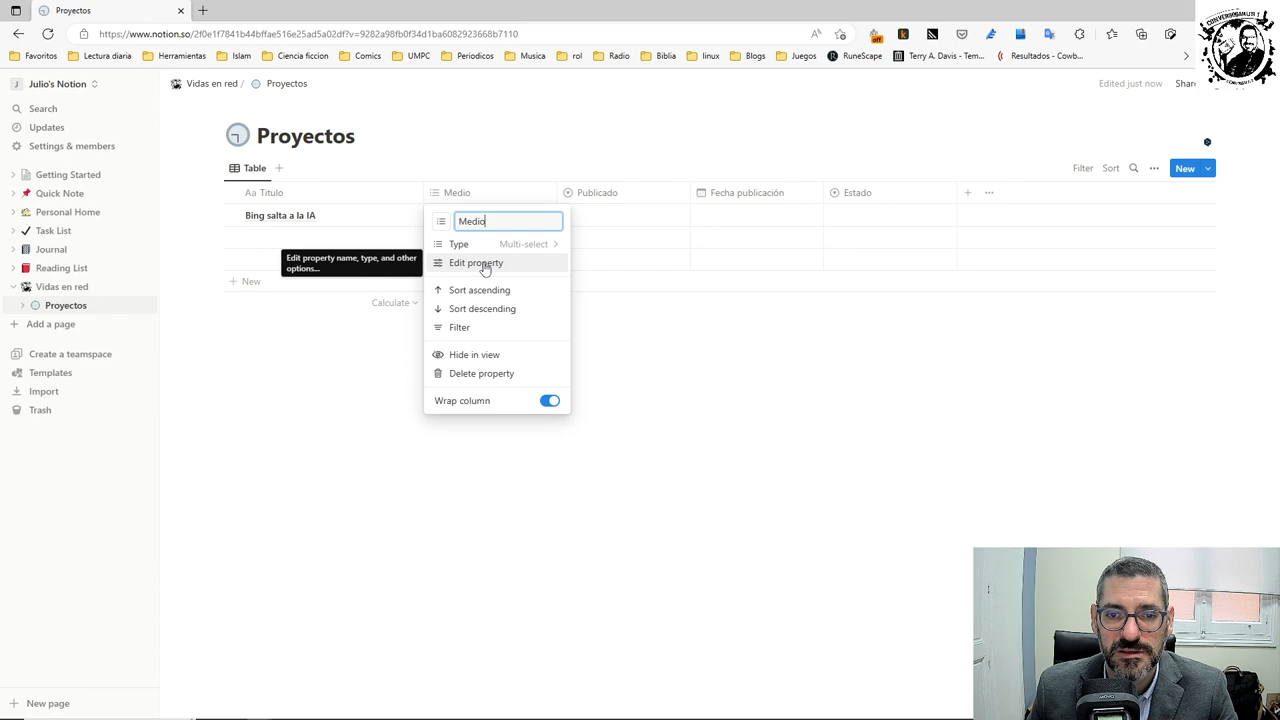 Proyectos
https://www.notion.so/2f0e1f7841b44bffae516e25ad5a02df?v=9282a98fb0f34d1ba6082923668b7110
Favoritos
Lectura diaria
Herramientas
Islam
Ciencia ficcion
Comics
UMPC
Periodicos
Musica
rol
Radio
Biblia
linux
Blogs
Juegos
RuneScape
Terry A. Davis - Tem...
Resultados - Cowb...
Julio's Notion
Vidas en red / Proyectos
Edited just now
Share
Search
Updates
Settings & members
Getting Started
Quick Note
Personal Home
Task List
Journal
Reading List
Vidas en red
Proyectos
Add a page
Create a teamspace
Templates
Import
Trash
New page
Proyectos
Table
Filter
Sort
New
Aa Titulo
Medio
Publicado
Fecha publicación
Estado
Bing salta a la IA
New
Calculate
Edit property name, type, and other
options...
Medio
Type Multi-select
Edit property
Sort ascending
Sort descending
Filter
Hide in view
Delete property
Wrap column